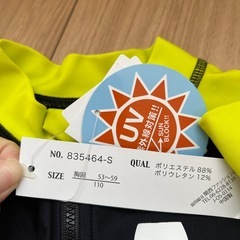 UV
紫外線対策!!
SUN
BLOCK!!
NO. 835464-S
QUAL ポリエステル 88%
ポリウレタン 12%
SIZE 胸囲 53~59
110